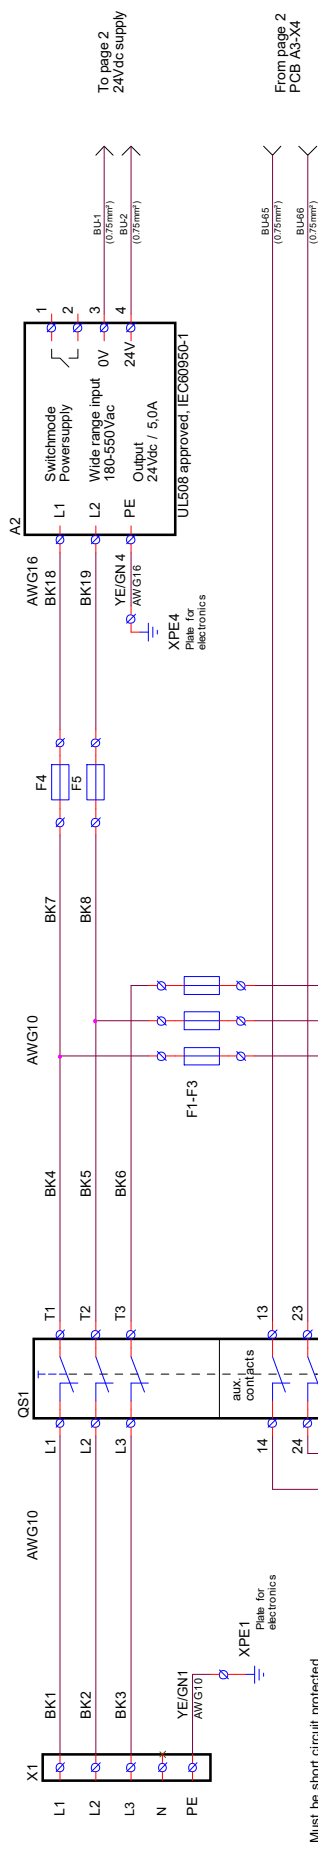 To page 2
24Vdc supply
From page 2
PCB A3-X4
BU-1
(0.75mm²)
BU-2
(0.75mm²)
BU-65
(0.75mm²)
BU-66
(0.75mm²)
1
2
3
4
0V
24V
A2
Switchmode
Powersupply
Wide range input
180-550Vac
Output
24Vdc / 5,0A
UL508 approved, IEC60950-1
L1
L2
PE
AWG16
BK18
BK19
YE/GN 4
AWG16
XPE4
Plate for
electronics
F4
F5
BK7
BK8
AWG10
F1-F3
BK4
BK5
BK6
T1
T2
T3
13
23
QS1
aux.
contacts
L1
L2
L3
14
24
AWG10
XPE1
Plate for
electronics
BK1
BK2
BK3
YE/GN1
AWG10
X1
L1
L2
L3
N
PE
Must be short circuit protected